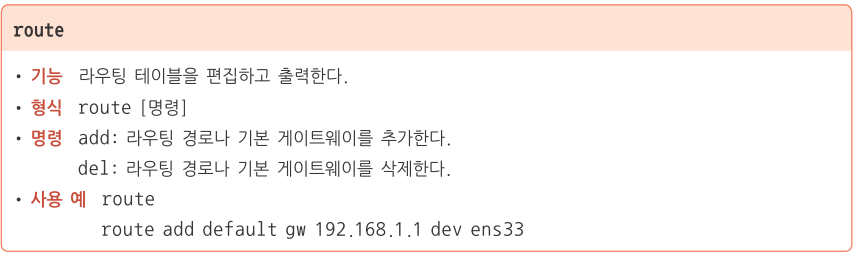 route
• 기능 라우팅 테이블을 편집하고 출력한다.
• 형식 route [명령]
• 명령 add: 라우팅 경로나 기본 게이트웨이를 추가한다.
del: 라우팅 경로나 기본 게이트웨이를 삭제한다.
• 사용 예 route
route add default gw 192.168.1.1 dev ens33